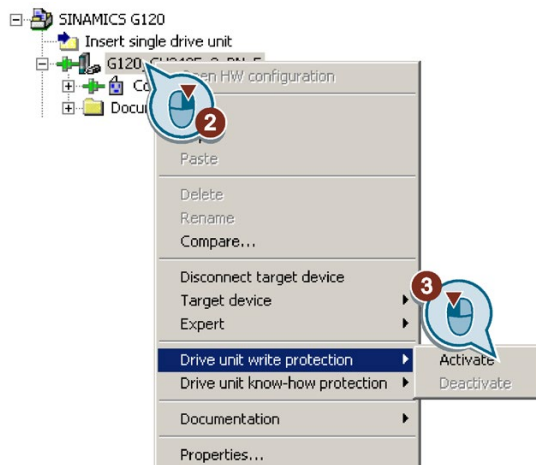 SINAMICS G120
Insert single drive unit
G120
Open HW configuration
2
Paste
Delete
Rename
Compare...
Disconnect target device
3
Target device
Expert
Drive unit write protection
Activate
Drive unit know-how protection
Deactivate
Documentation
Properties...